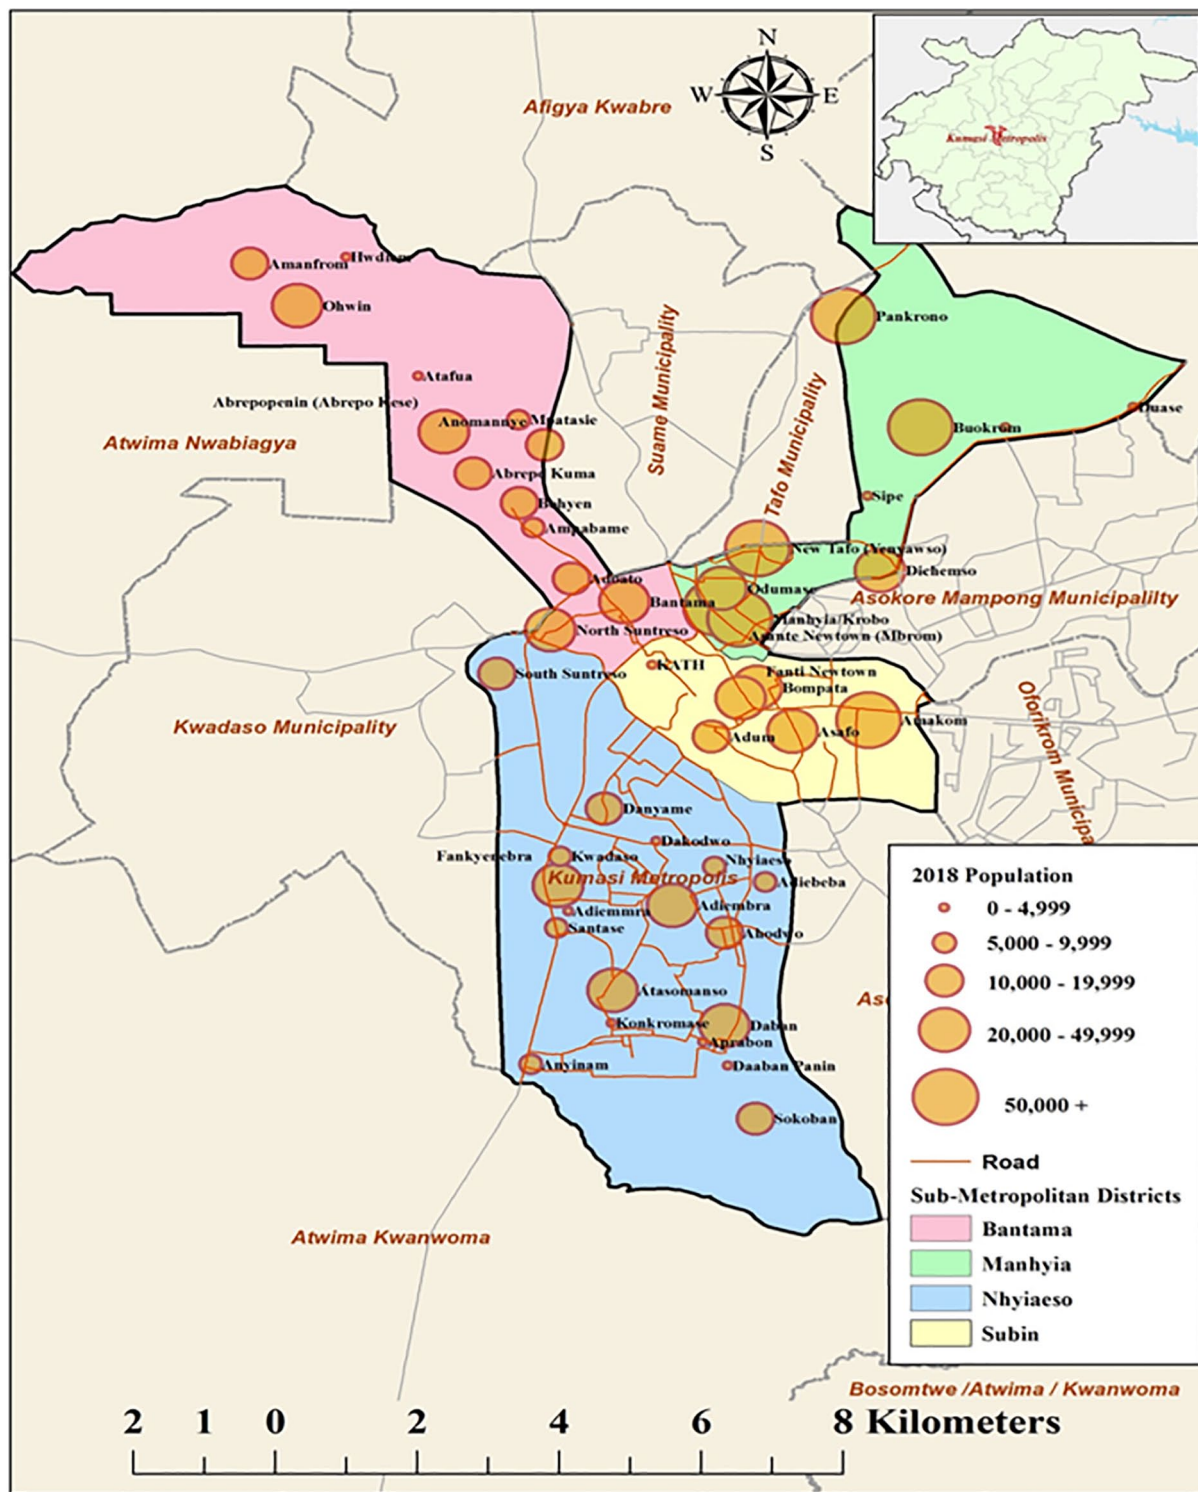 N
W
E
S
Afigya Kwabre
Kumasi Metropolis
Amanfrom
Hwdiem
Ohwin
Pankrono
Suame Municipality
Tafo Municipality
Atafua
Abrepopenin (Abrepo Kese)
Anomannye
Mpatasie
Duase
Buokrom
Atwima Nwabiagya
Abrepo Kuma
Bohyen
Sipe
Ampabame
New Tafo (Yenyawso)
Dichemso
Adoato
Odumase
Asokore Mampong Municipalilty
Bantama
Manhyia/Krobo
North Suntreso
Asante Newtown (Mbrom)
KATH
South Suntreso
Fanti Newtown
Bompata
Kwadaso Municipality
Amakom
Adum
Asafo
Oforikrom Municipa
Danyame
Dakodwo
Fankyenebra
Kwadaso
Nhyiaeso
Kumasi Metropolis
Adiebeba
Adiemmra
Adiembra
Santase
Ahodwo
Atasomanso
Aso
Konkromase
Daban
Aprabon
Anyinam
Daaban Panin
Sokoban
Atwima Kwanwoma
2018 Population
0 - 4,999
5,000 - 9,999
10,000 - 19,999
20,000 - 49,999
50,000 +
Road
Sub-Metropolitan Districts
Bantama
Manhyia
Nhyiaeso
Subin
Bosomtwe /Atwima / Kwanwoma
2 1 0 2 4 6 8 Kilometers